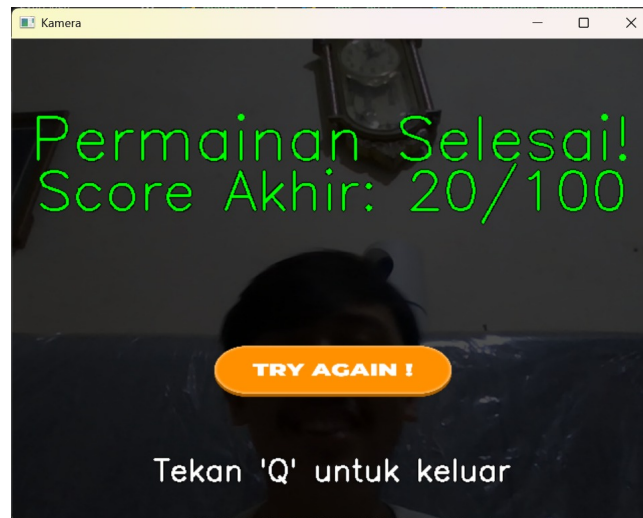 Kamera
Permainan Selesai!
Score Akhir: 20/100
TRY AGAIN !
Tekan 'Q' untuk keluar